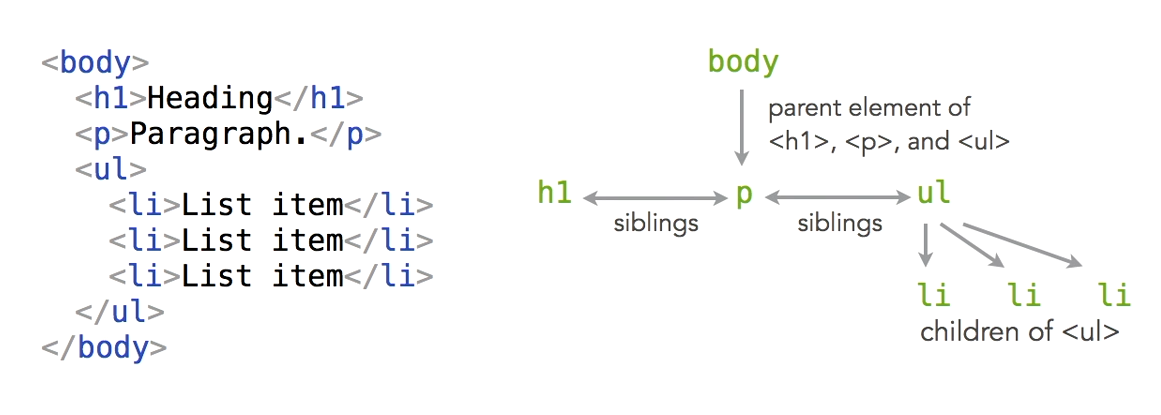 <body>
<h1>Heading</h1>
<p>Paragraph.</p>
<ul>
<li>List item</li>
<li>List item</li>
<li>List item</li>
</ul>
</body>
body
parent element of
<h1>, <p>, and <ul>
h1 p ul
siblings siblings
li li li
children of <ul>